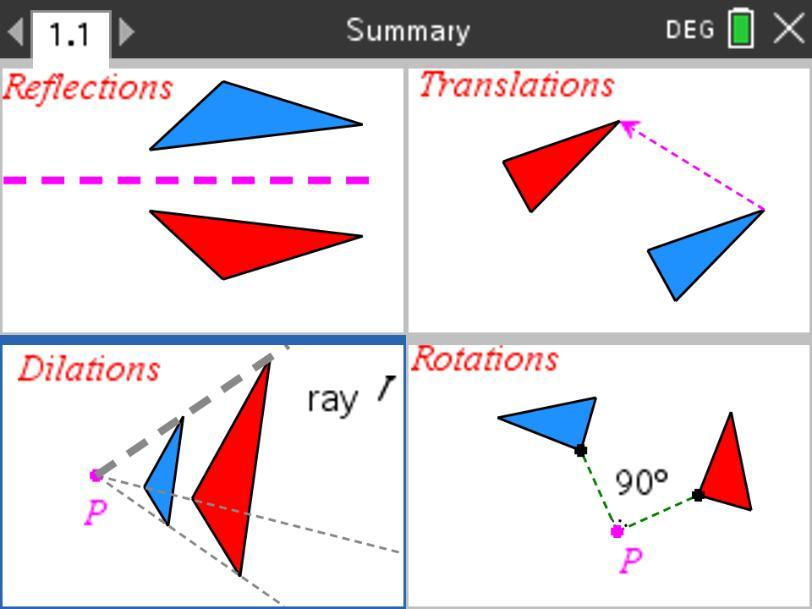 1.1
Summary
DEG
Reflections
Translations
Dilations
ray r
P
Rotations
90°
P